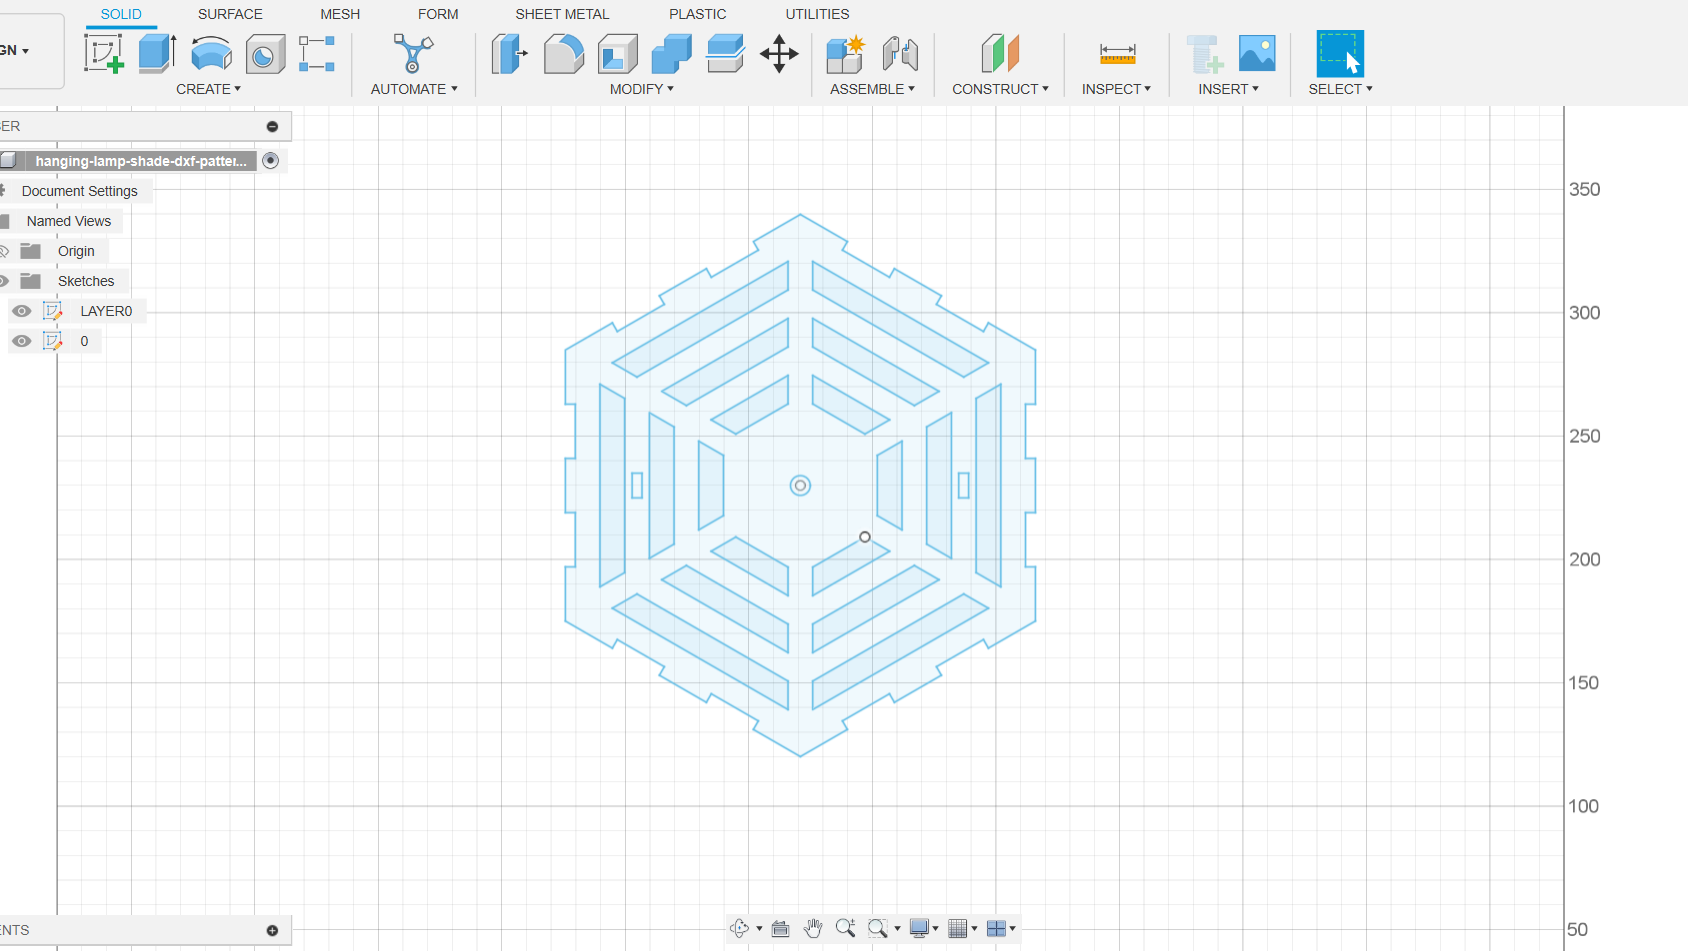 SOLID SURFACE MESH FORM SHEET METAL PLASTIC UTILITIES
GN
CREATE AUTOMATE MODIFY ASSEMBLE CONSTRUCT INSPECT INSERT SELECT
ER
hanging-lamp-shade-dxf-patter...
Document Settings
Named Views
Origin
Sketches
LAYER0
0
350
300
250
200
150
100
50
ENTS